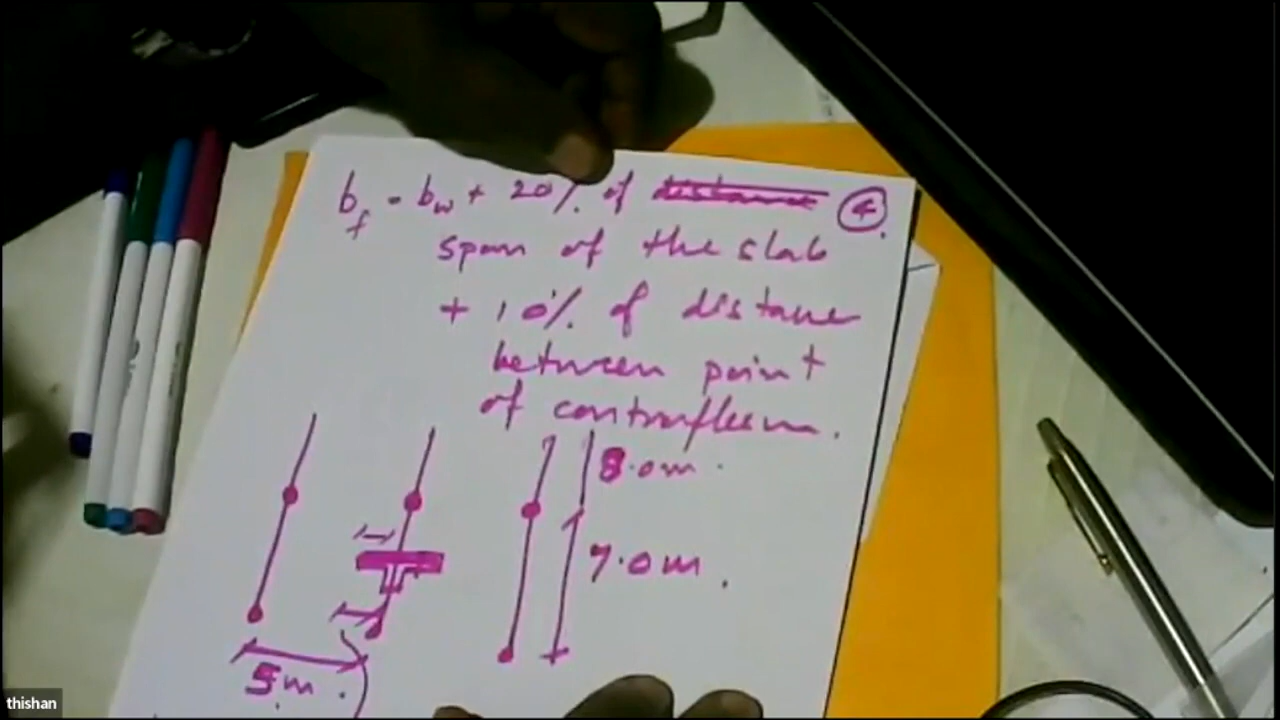 bf = bw + 20% of distance ④.
span of the slab
+ 10% of distance
between point
of contraflexure.
8.0m.
7.0m.
5m.
thishan